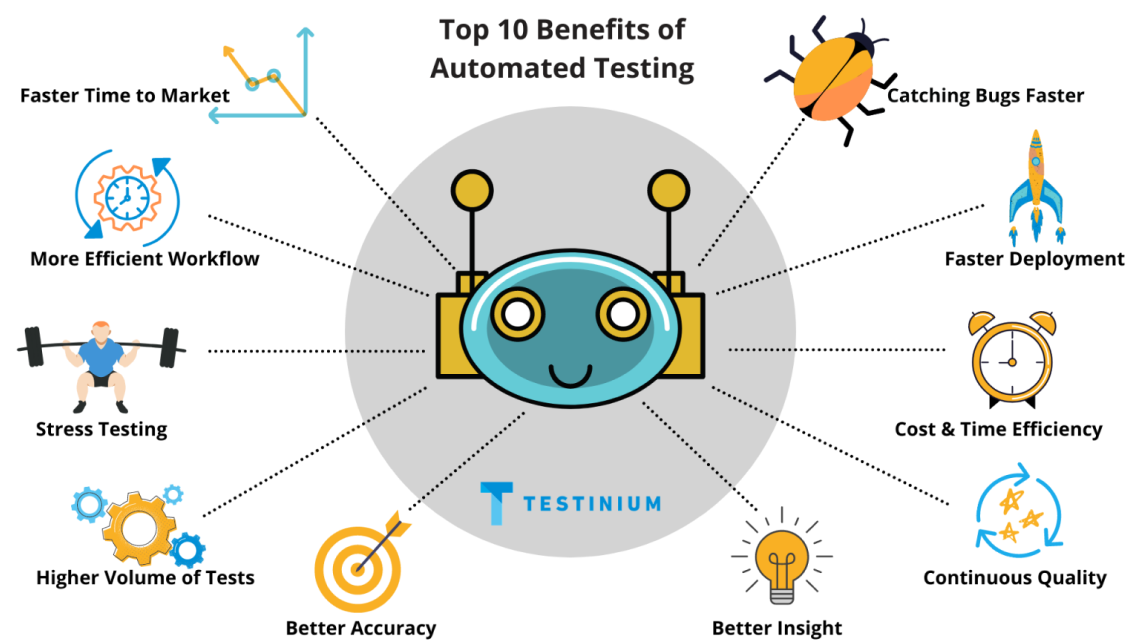 Top 10 Benefits of
Automated Testing
Faster Time to Market
Catching Bugs Faster
More Efficient Workflow
Faster Deployment
Stress Testing
Cost & Time Efficiency
TESTINIUM
Higher Volume of Tests
Continuous Quality
Better Accuracy
Better Insight